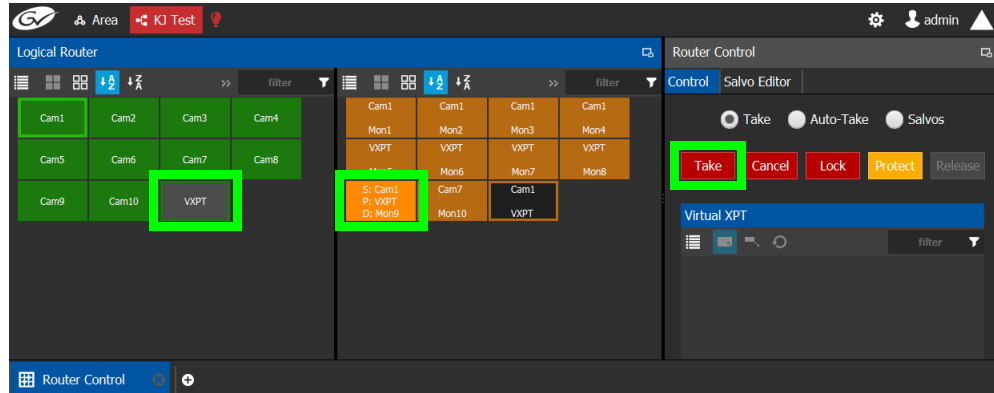 GV Area KJ Test admin
Logical Router
Router Control
A Z Z A >> filter
A Z Z A >> filter
Control Salvo Editor
Cam1 Cam2 Cam3 Cam4
Cam5 Cam6 Cam7 Cam8
Cam9 Cam10 VXPT
Cam1 Cam1 Cam1 Cam1
Mon1 Mon2 Mon3 Mon4
VXPT VXPT VXPT VXPT
Mon6 Mon7 Mon8
S: Cam1 Cam7 Cam1
P: VXPT
D: Mon9 Mon10 VXPT
Take Auto-Take Salvos
Take Cancel Lock Protect Release
Virtual XPT
filter
Router Control